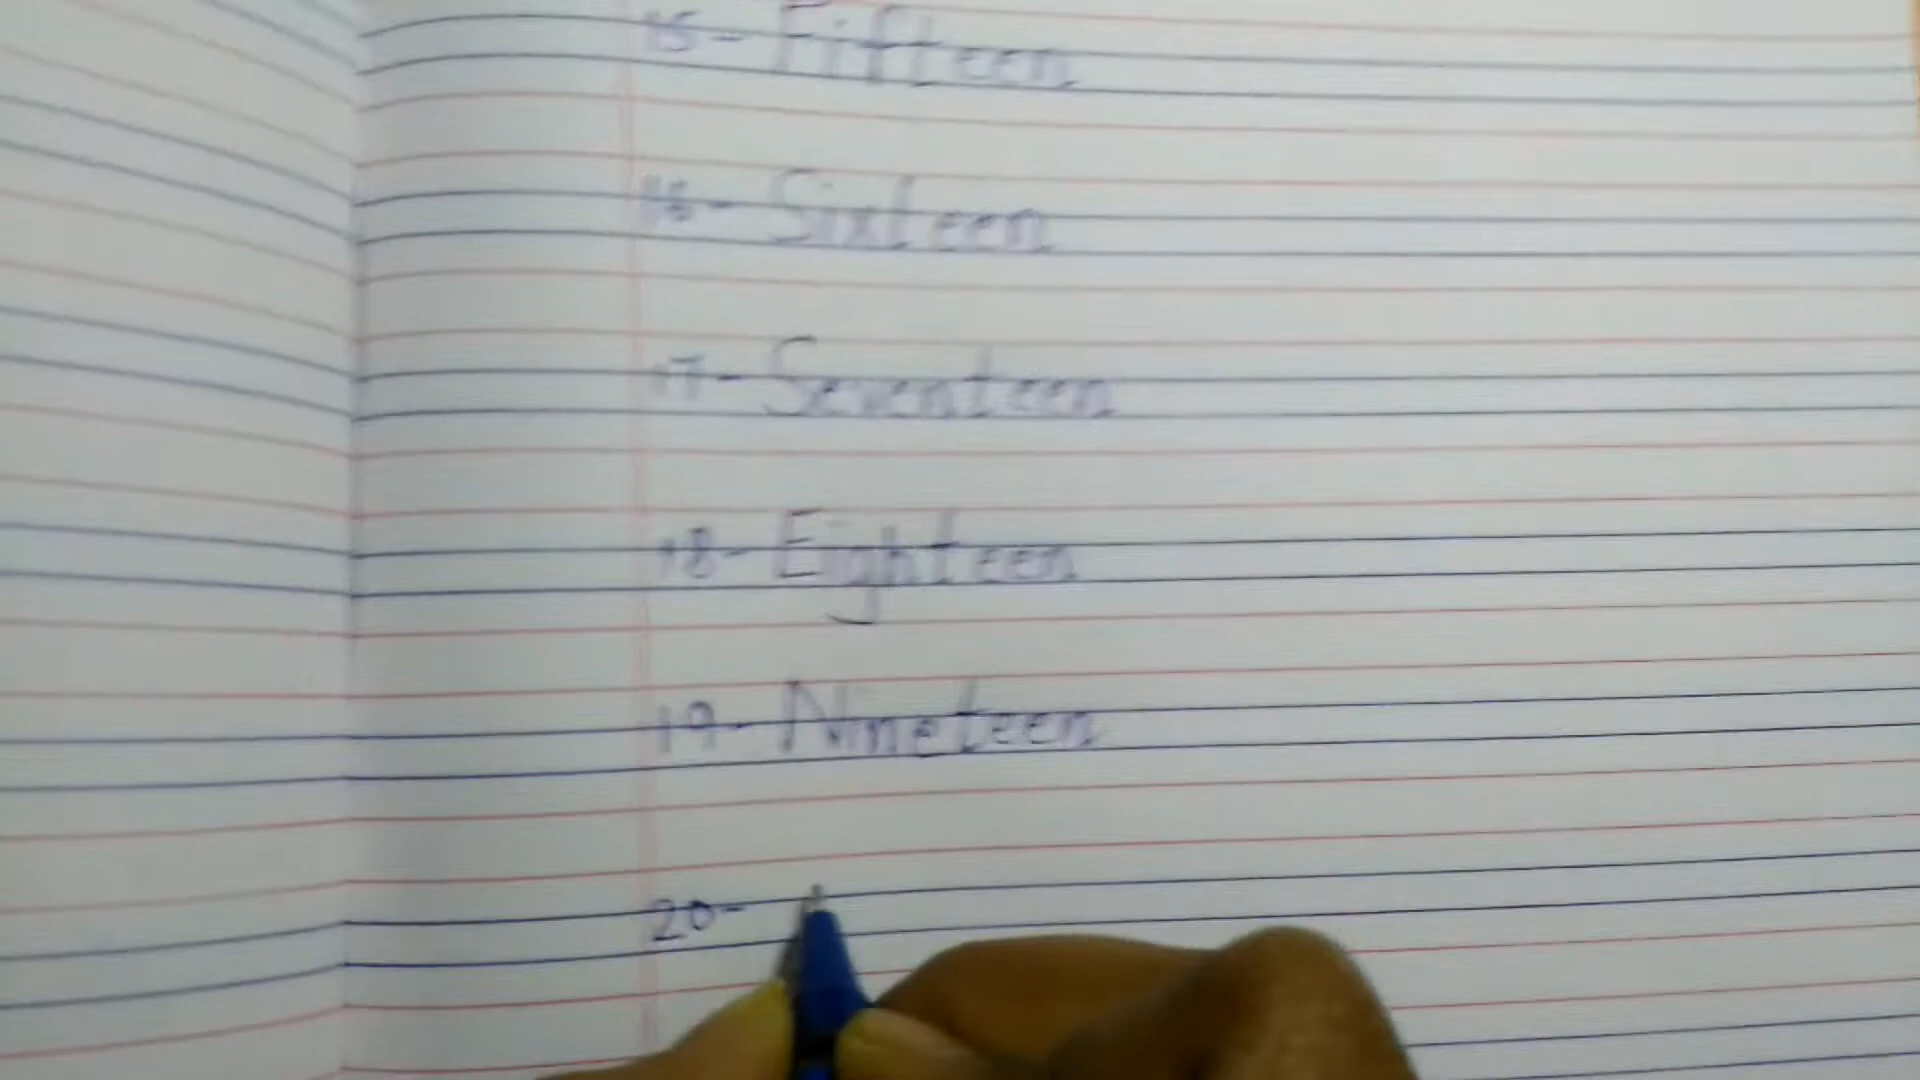 15- Fifteen
16- Sixteen
17- Seventeen
18- Eighteen
19- Nineteen
20-